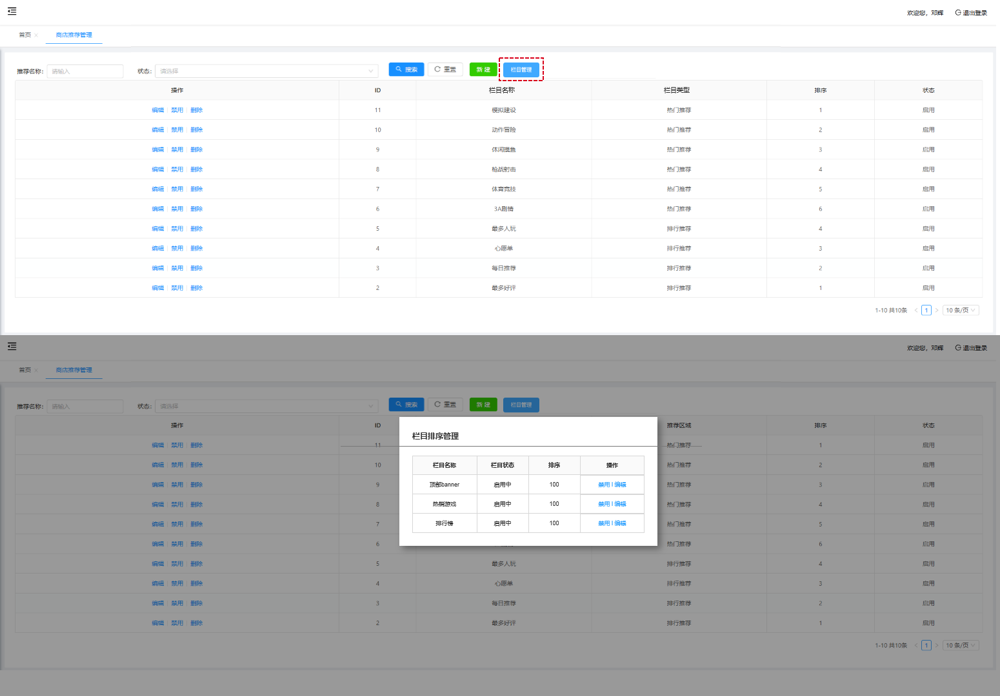 欢迎您，邓辉 退出登录
首页 × 商店推荐管理
推荐名称: 请输入 状态: 请选择 搜索 重置 新 建 栏目管理
操作 ID 栏目名称 栏目类型 排序 状态
编辑 禁用 删除 11 模拟建设 热门推荐 1 启用
编辑 禁用 删除 10 动作冒险 热门推荐 2 启用
编辑 禁用 删除 9 休闲摸鱼 热门推荐 3 启用
编辑 禁用 删除 8 枪战射击 热门推荐 4 启用
编辑 禁用 删除 7 体育竞技 热门推荐 5 启用
编辑 禁用 删除 6 3A剧情 热门推荐 6 启用
编辑 禁用 删除 5 最多人玩 排行推荐 4 启用
编辑 禁用 删除 4 心愿单 排行推荐 3 启用
编辑 禁用 删除 3 每日推荐 排行推荐 2 启用
编辑 禁用 删除 2 最多好评 排行推荐 1 启用
1-10 共10条 < 1 > 10 条/页
欢迎您，邓辉 退出登录
首页 × 商店推荐管理
推荐名称: 请输入 状态: 请选择 搜索 重置 新 建 栏目管理
操作 ID 推荐区域 排序 状态
编辑 禁用 删除 11 热门推荐 1 启用
编辑 禁用 删除 10 热门推荐 2 启用
编辑 禁用 删除 9 热门推荐 3 启用
编辑 禁用 删除 8 热门推荐 4 启用
编辑 禁用 删除 7 热门推荐 5 启用
编辑 禁用 删除 6 热门推荐 6 启用
编辑 禁用 删除 5 最多人玩 排行推荐 4 启用
编辑 禁用 删除 4 心愿单 排行推荐 3 启用
编辑 禁用 删除 3 每日推荐 排行推荐 2 启用
编辑 禁用 删除 2 最多好评 排行推荐 1 启用
1-10 共10条 < 1 > 10 条/页
栏目排序管理
栏目名称 栏目状态 排序 操作
顶部banner 启用中 100 禁用 | 编辑
热销游戏 启用中 100 禁用 | 编辑
排行榜 启用中 100 禁用 | 编辑